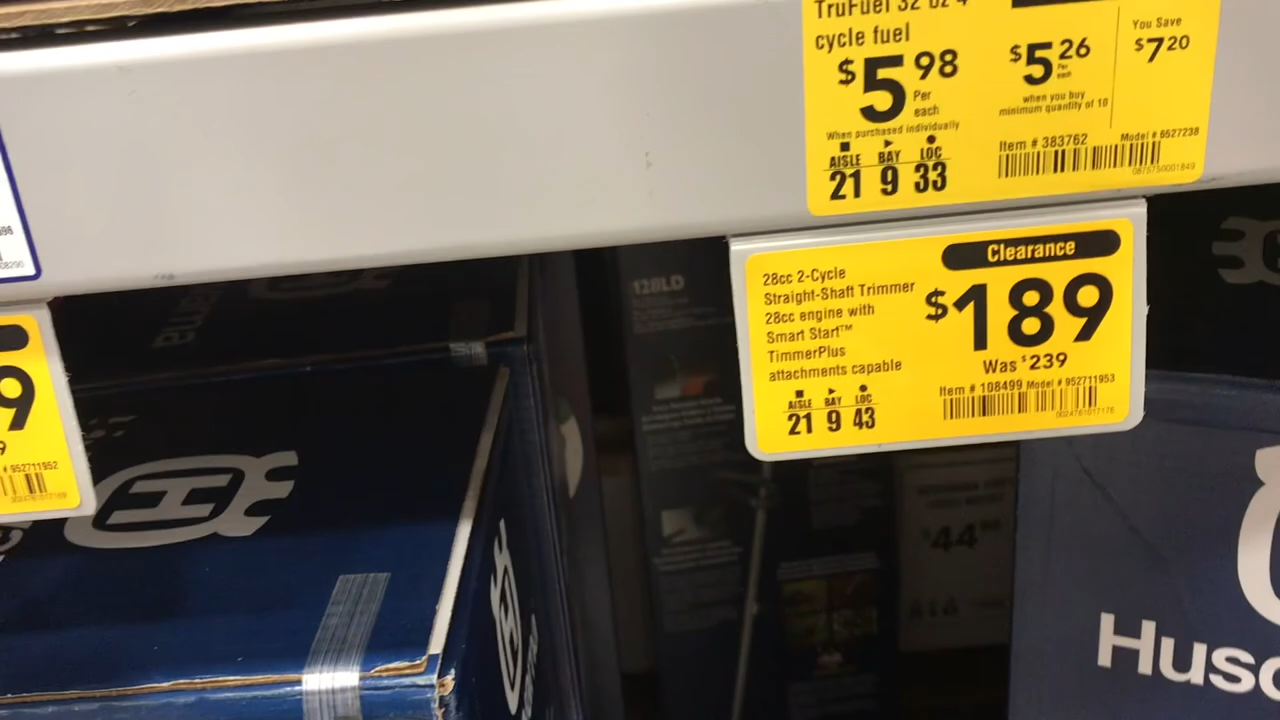 TruFuel 32 oz 4
cycle fuel
$5 98
Per
each
When purchased individually
AISLE BAY LOC
21 9 33
$5 26
Per
each
when you buy
minimum quantity of 10
You Save
$7 20
Item # 383762 Model # 6527238
Clearance
28cc 2-Cycle
Straight-Shaft Trimmer
28cc engine with
Smart Start™
TimmerPlus
attachments capable
$189
Was $239
Item # 108499 Model # 952711953
AISLE BAY LOC
21 9 43
9
# 952711952
128LD
$44
Husq